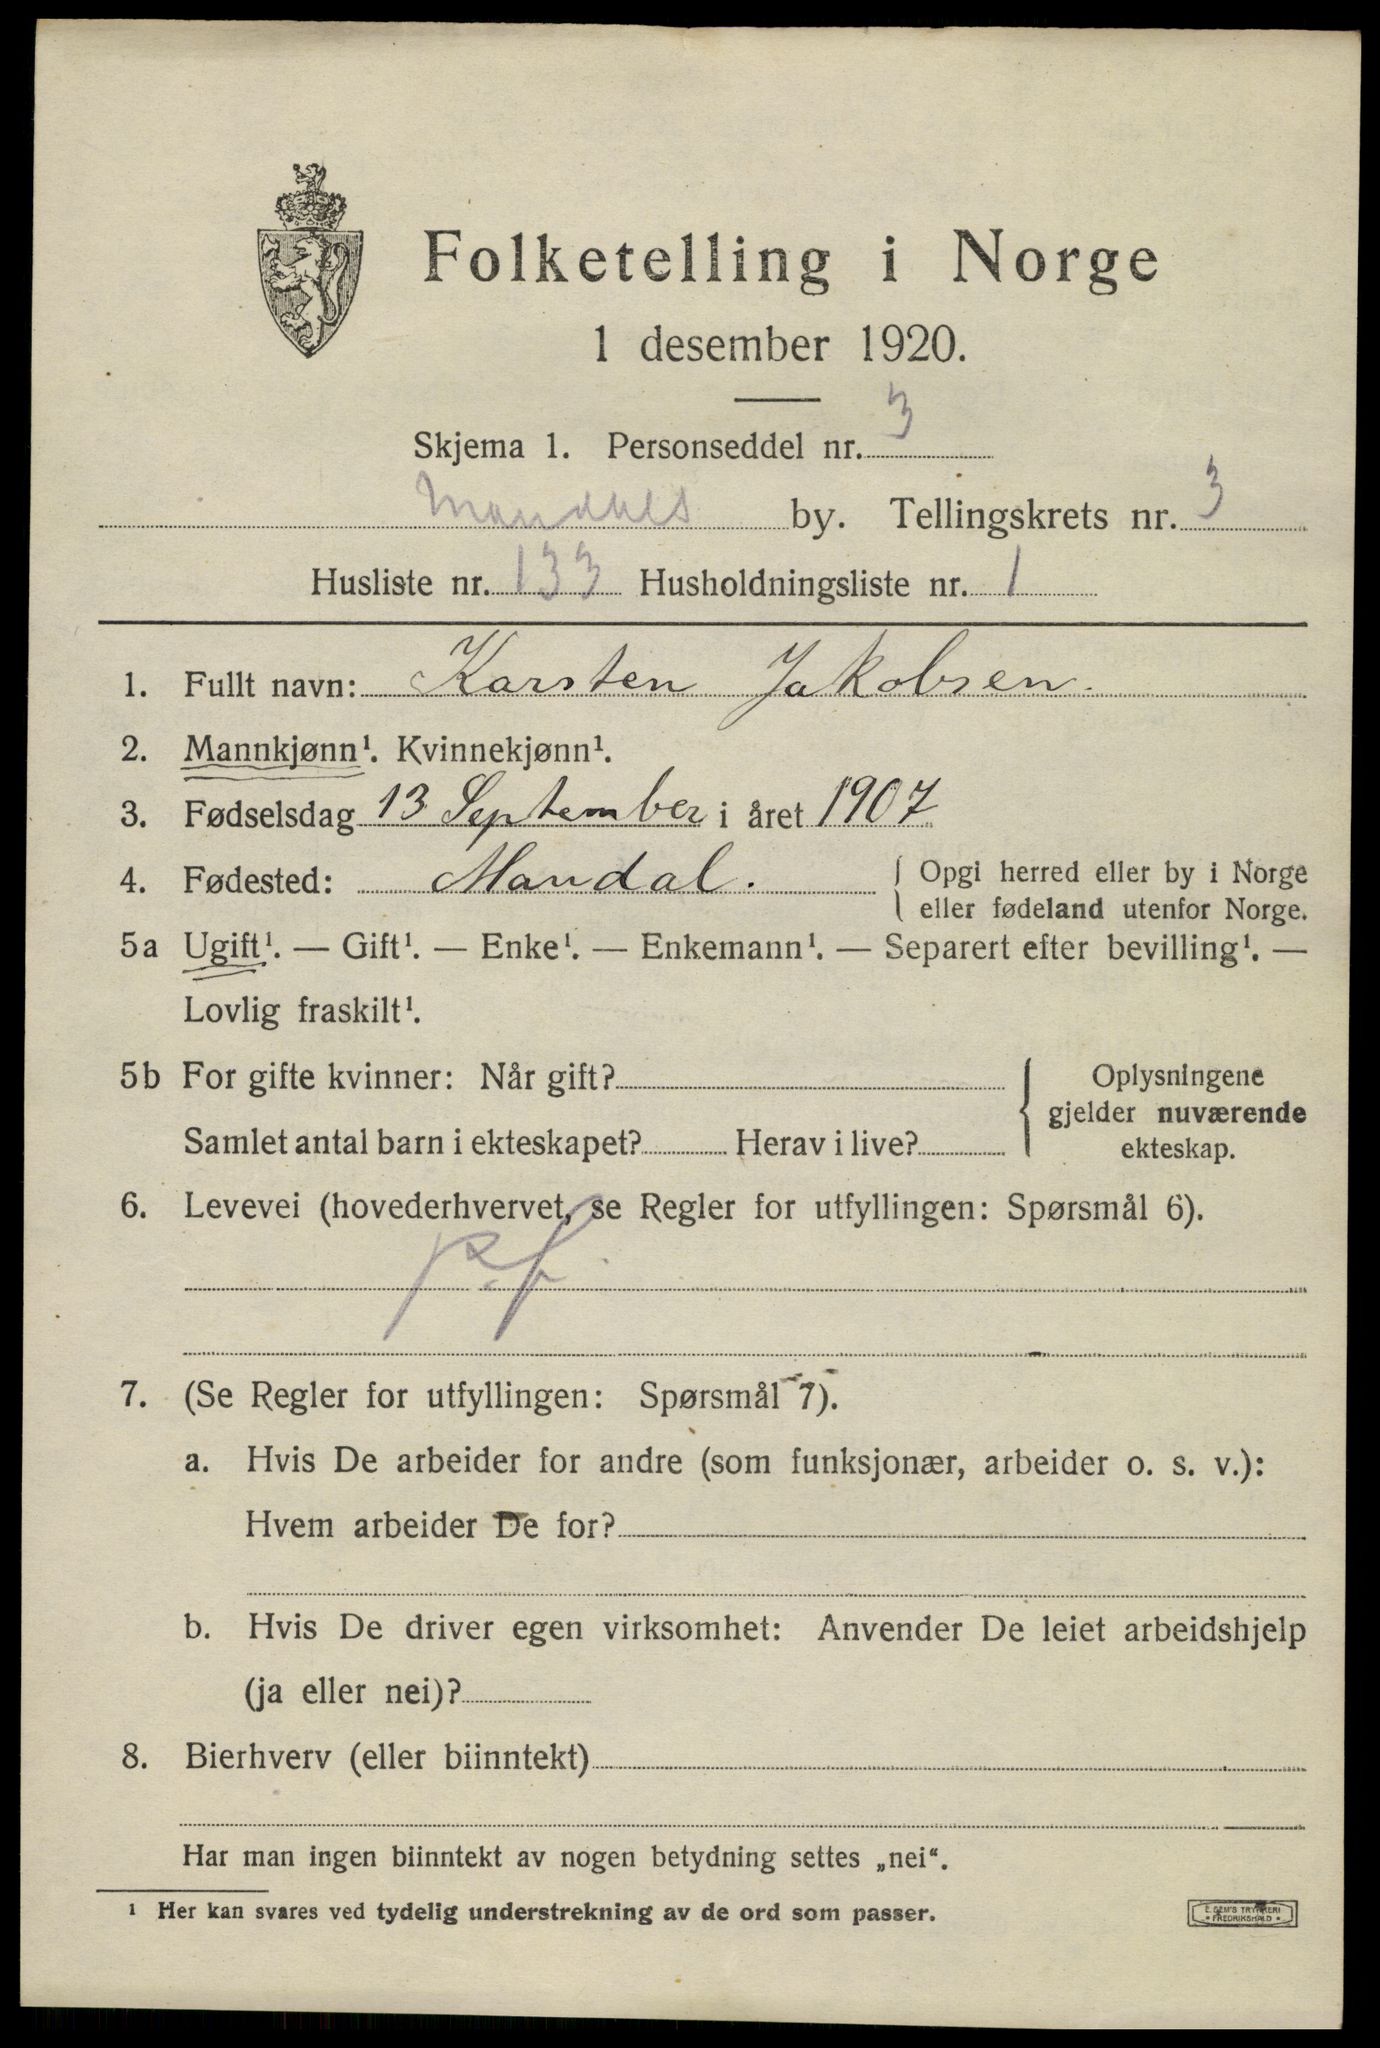 Folketelling i Norge
1 desember 1920.
Skjema 1. Personseddel nr. 3
Mandals by. Tellingskrets nr. 3
Husliste nr. 133 Husholdningsliste nr. 1
1. Fullt navn: Karsten Jakobsen.
2. Mannkjønn¹. Kvinnekjønn¹.
3. Fødselsdag 13 September i året 1907
4. Fødested: Mandal. { Opgi herred eller by i Norge
eller fødeland utenfor Norge.
5a Ugift¹. — Gift¹. — Enke¹. — Enkemann¹. — Separert efter bevilling¹. —
Lovlig fraskilt¹.
5b For gifte kvinner: Når gift?
Samlet antal barn i ekteskapet? Herav i live?
{ Oplysningene
gjelder nuværende
ekteskap.
6. Levevei (hovederhvervet, se Regler for utfyllingen: Spørsmål 6).
7. (Se Regler for utfyllingen: Spørsmål 7).
a. Hvis De arbeider for andre (som funksjonær, arbeider o. s. v.):
Hvem arbeider De for?
b. Hvis De driver egen virksomhet: Anvender De leiet arbeidshjelp
(ja eller nei)?
8. Bierhverv (eller biinntekt)
Har man ingen biinntekt av nogen betydning settes „nei“.
¹ Her kan svares ved tydelig understrekning av de ord som passer.
E. SEM'S TRYKKERI
* FREDRIKSHALD *